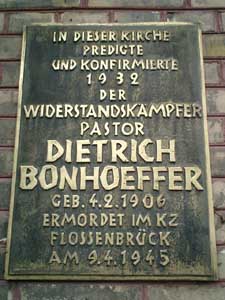 IN DIESER KIRCHE
PREDIGTE
UND KONFIRMIERTE
1932
DER
WIDERSTANDSKÄMPFER
PASTOR
DIETRICH
BONHOEFFER
GEB. 4.2.1906
ERMORDET IM KZ
FLOSSENBRÜCK
AM 9.4.1945